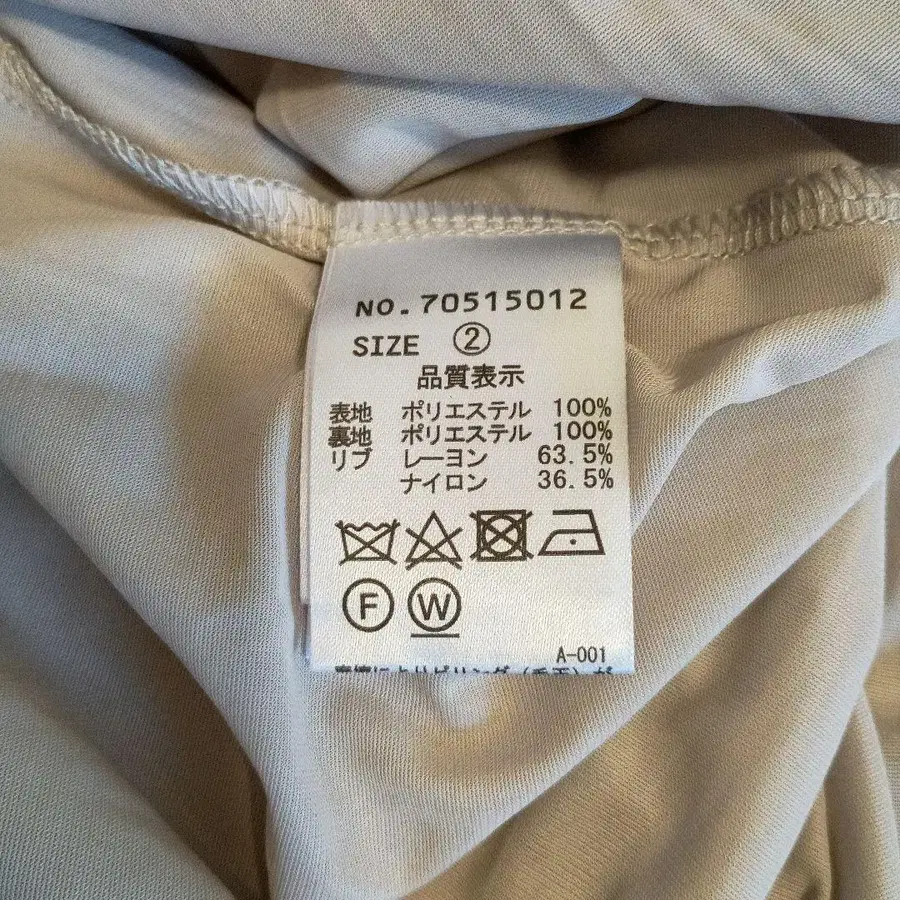 NO. 70515012
SIZE ②
品質表示
表地 ポリエステル 100%
裏地 ポリエステル 100%
リブ レーヨン 63.5%
ナイロン 36.5%
F W
A-001